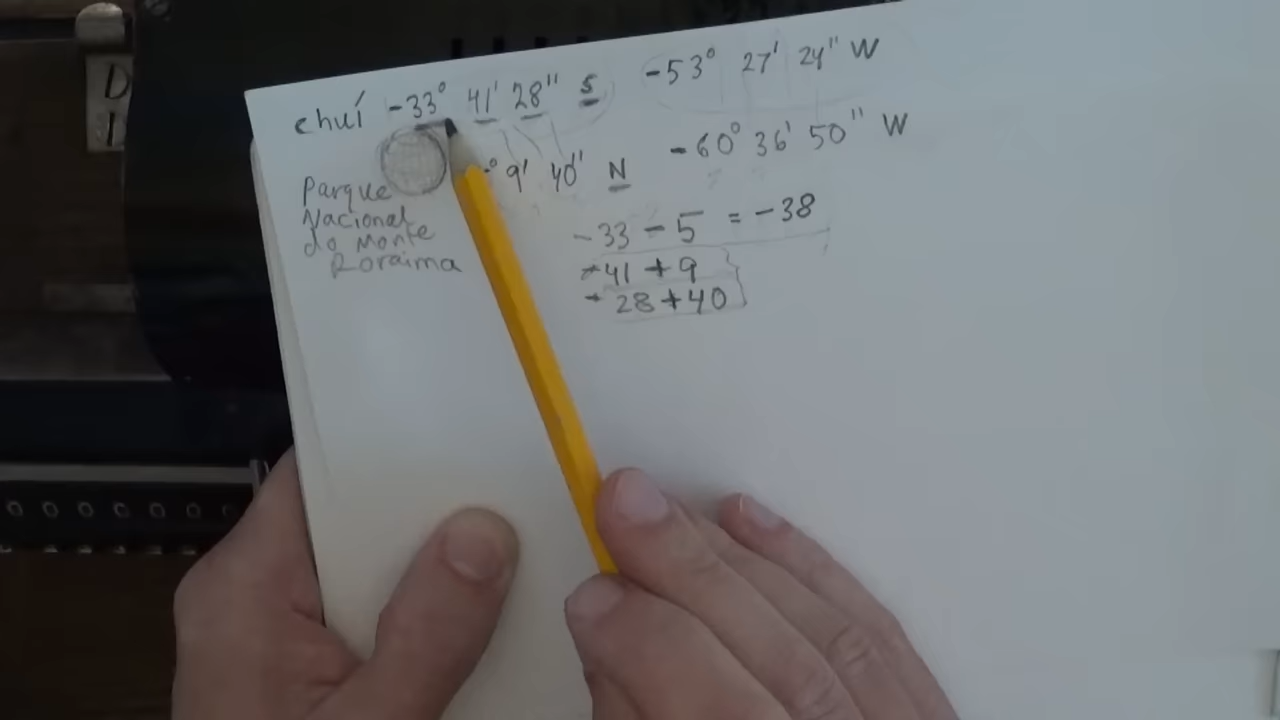 chuí -33° 41' 28" S -53° 27' 24" W
° 9' 40" N -60° 36' 50" W
Parque
Nacional
do Monte
Roraima
-33 - 5 = -38
-41 + 9
- 28 + 40
D